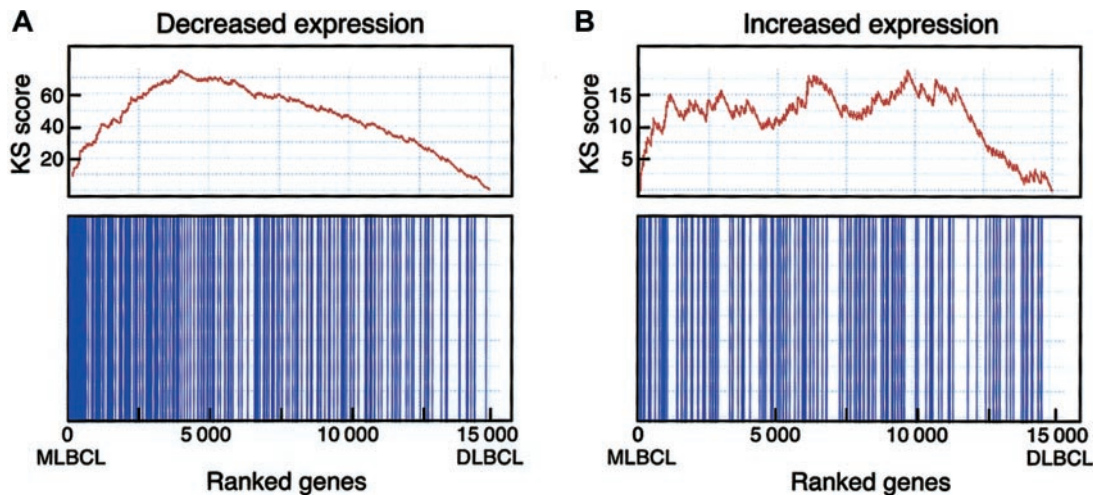 A
Decreased expression
KS score
60
40
20
0
5 000
10 000
15 000
MLBCL
DLBCL
Ranked genes
B
Increased expression
KS score
15
10
5
0
5 000
10 000
15 000
MLBCL
DLBCL
Ranked genes